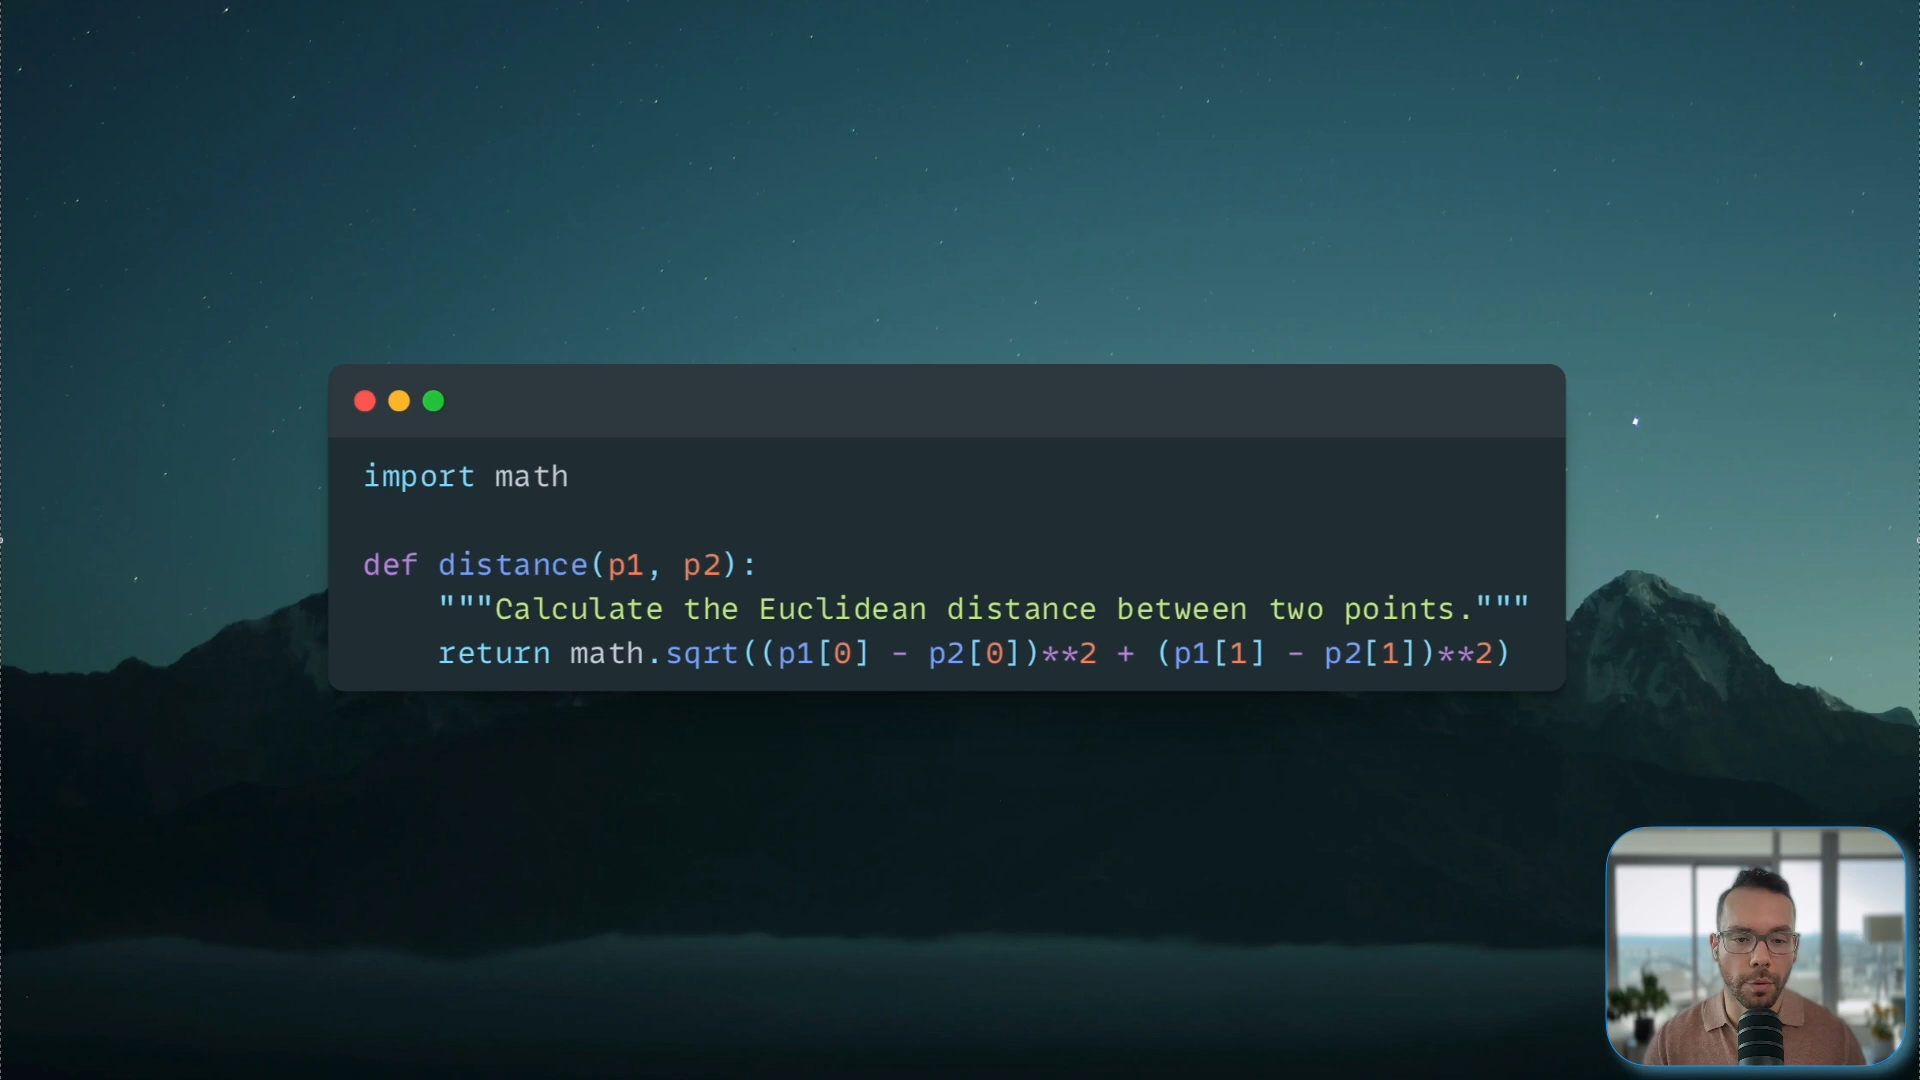 import math
def distance(p1, p2):
    """Calculate the Euclidean distance between two points."""
    return math.sqrt((p1[0] - p2[0])**2 + (p1[1] - p2[1])**2)